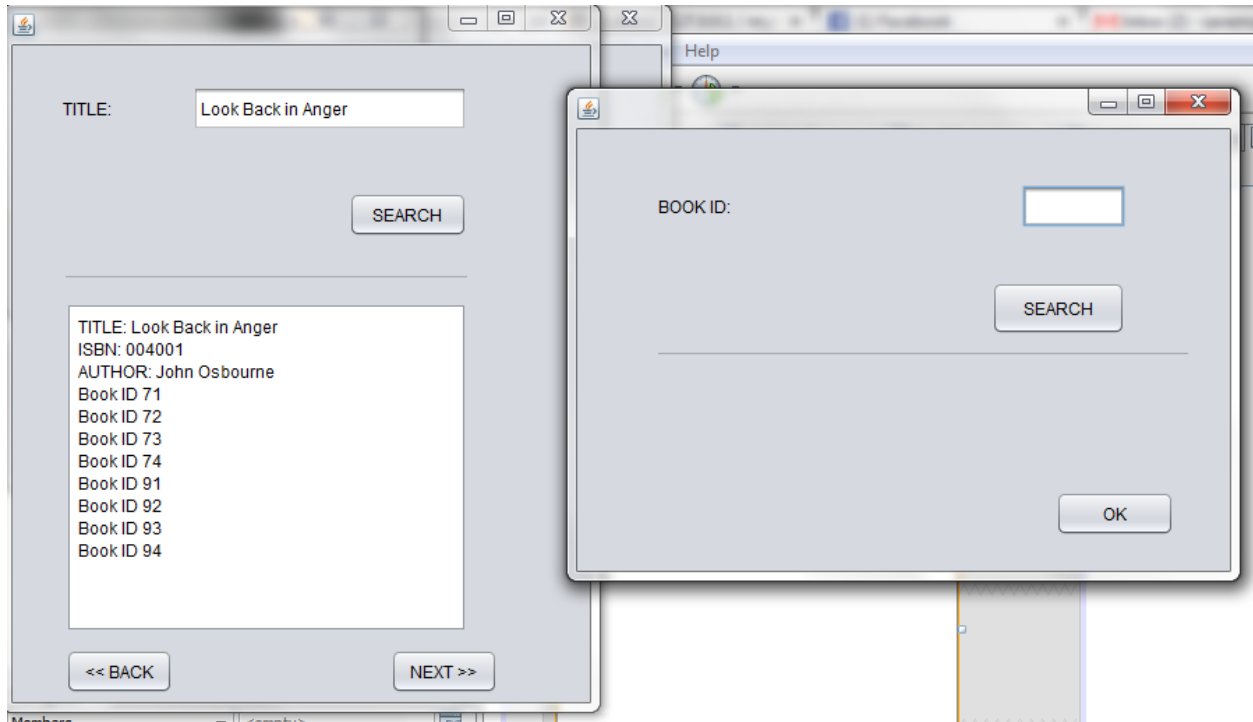 Help
TITLE: Look Back in Anger
SEARCH
TITLE: Look Back in Anger
ISBN: 004001
AUTHOR: John Osbourne
Book ID 71
Book ID 72
Book ID 73
Book ID 74
Book ID 91
Book ID 92
Book ID 93
Book ID 94
<< BACK NEXT >>
BOOK ID:
SEARCH
OK